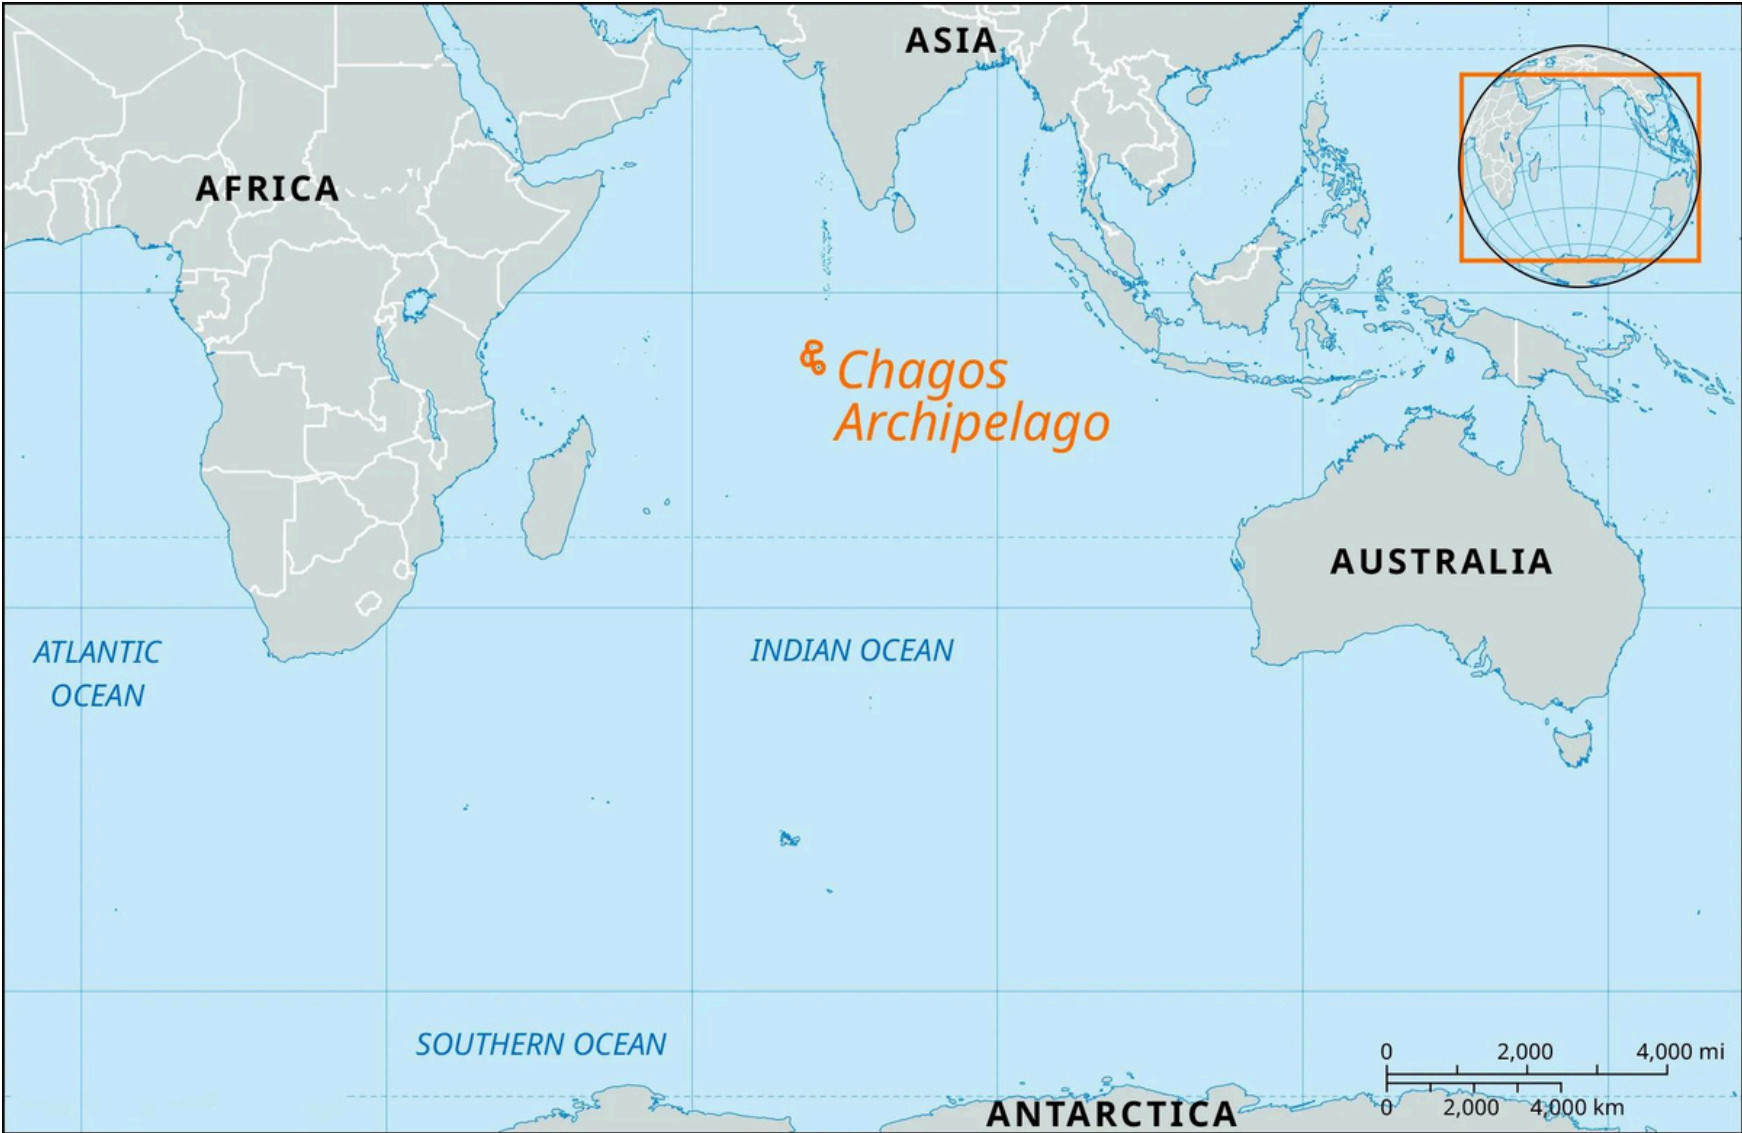 ASIA
AFRICA
Chagos
Archipelago
AUSTRALIA
ATLANTIC
OCEAN
INDIAN OCEAN
SOUTHERN OCEAN
0 2,000 4,000 mi
0 2,000 4,000 km
ANTARCTICA